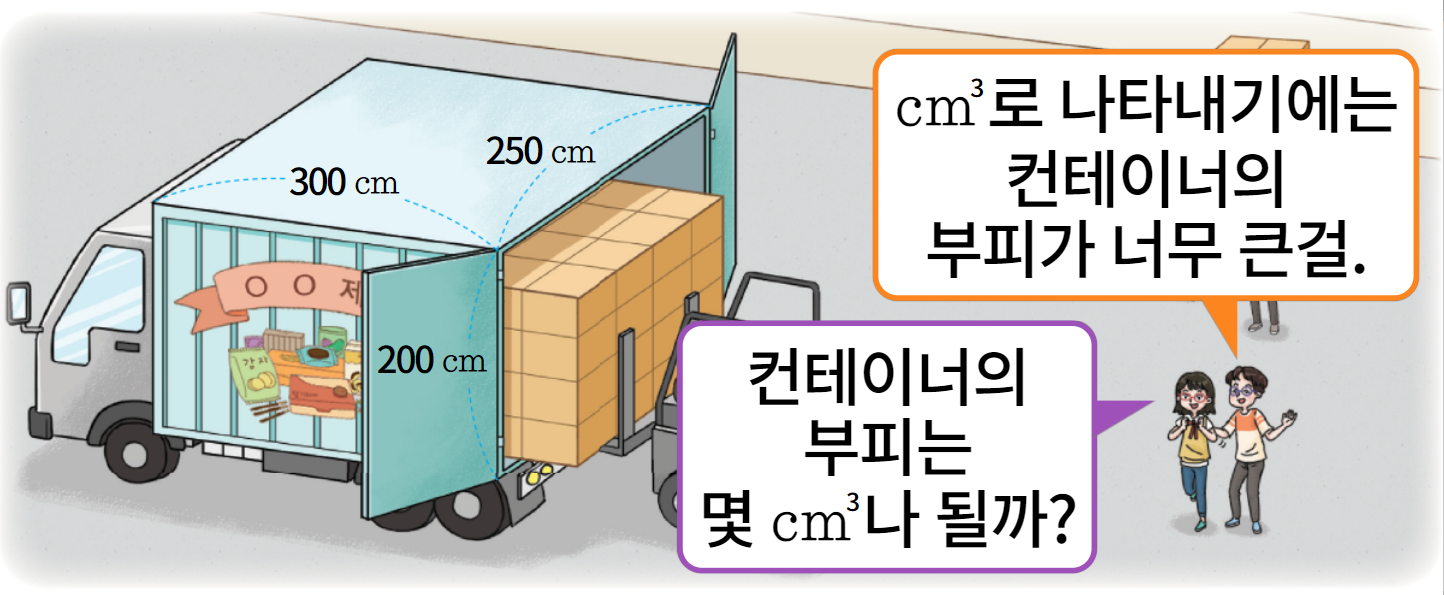 250 cm
300 cm
○ ○ 제
감자
200 cm
cm³로 나타내기에는
컨테이너의
부피가 너무 큰걸.
컨테이너의
부피는
몇 cm³나 될까?